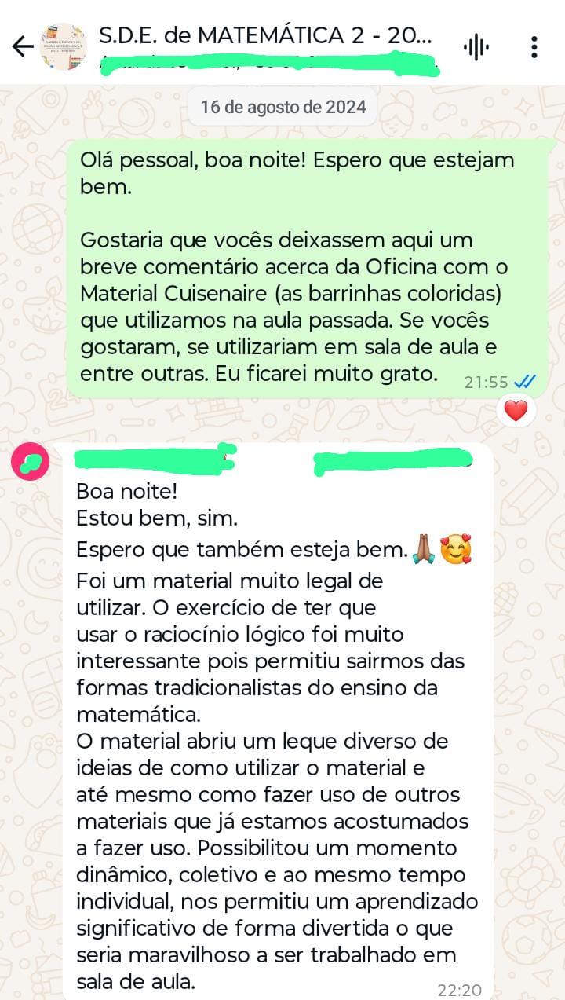 S.D.E. de MATEMÁTICA 2 - 20...
16 de agosto de 2024
Olá pessoal, boa noite! Espero que estejam
bem.
Gostaria que vocês deixassem aqui um
breve comentário acerca da Oficina com o
Material Cuisenaire (as barrinhas coloridas)
que utilizamos na aula passada. Se vocês
gostaram, se utilizariam em sala de aula e
entre outras. Eu ficarei muito grato.
21:55
Boa noite!
Estou bem, sim.
Espero que também esteja bem.🙏🏾🥰
Foi um material muito legal de
utilizar. O exercício de ter que
usar o raciocínio lógico foi muito
interessante pois permitiu sairmos das
formas tradicionalistas do ensino da
matemática.
O material abriu um leque diverso de
ideias de como utilizar o material e
até mesmo como fazer uso de outros
materiais que já estamos acostumados
a fazer uso. Possibilitou um momento
dinâmico, coletivo e ao mesmo tempo
individual, nos permitiu um aprendizado
significativo de forma divertida o que
seria maravilhoso a ser trabalhado em
sala de aula.
22:20